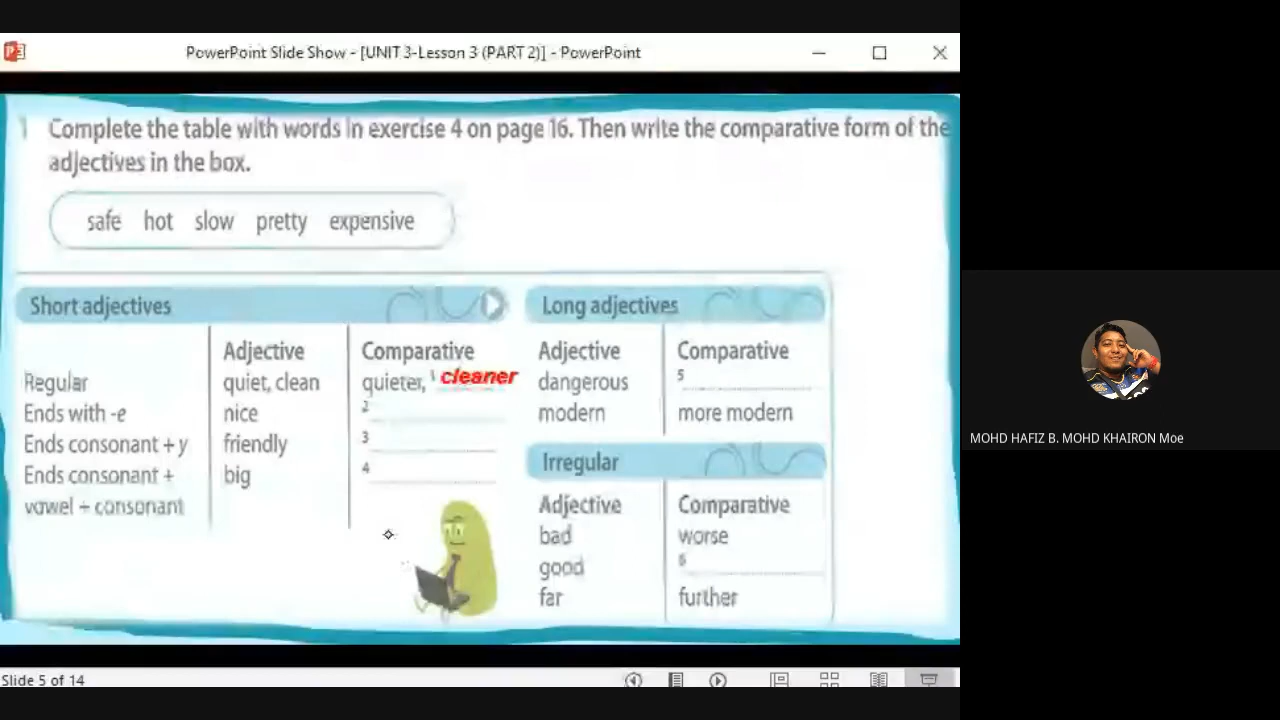 PowerPoint Slide Show - [UNIT 3-Lesson 3 (PART 2)] - PowerPoint
1 Complete the table with words in exercise 4 on page 16. Then write the comparative form of the
adjectives in the box.
safe hot slow pretty expensive
Short adjectives
Adjective Comparative
Regular quiet, clean quieter, 1 cleaner
Ends with -e nice 2
Ends consonant + y friendly 3
Ends consonant + big 4
vowel + consonant
Long adjectives
Adjective Comparative
dangerous 5
modern more modern
Irregular
Adjective Comparative
bad worse
good 6
far further
MOHD HAFIZ B. MOHD KHAIRON Moe
Slide 5 of 14